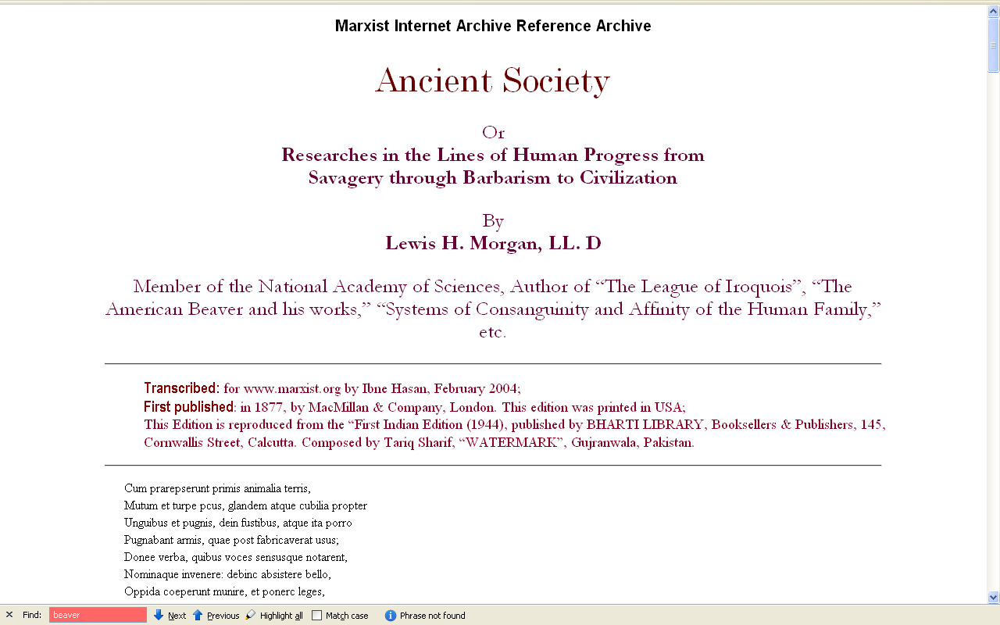 Marxist Internet Archive Reference Archive
Ancient Society
Or
Researches in the Lines of Human Progress from
Savagery through Barbarism to Civilization
By
Lewis H. Morgan, LL. D
Member of the National Academy of Sciences, Author of “The League of Iroquois”, “The
American Beaver and his works,” “Systems of Consanguinity and Affinity of the Human Family,”
etc.
Transcribed: for www.marxist.org by Ibne Hasan, February 2004;
First published: in 1877, by MacMillan & Company, London. This edition was printed in USA;
This Edition is reproduced from the “First Indian Edition (1944), published by BHARTI LIBRARY, Booksellers & Publishers, 145,
Cornwallis Street, Calcutta. Composed by Tariq Sharif, “WATERMARK”, Gujranwala, Pakistan.
Cum prarepserunt primis animalia terris,
Mutum et turpe pcus, glandem atque cubilia propter
Unguibus et pugnis, dein fustibus, atque ita porro
Pugnabant armis, quae post fabricaverat usus;
Donee verba, quibus voces sensusque notarent,
Nominaque invenere: debinc absistere bello,
Oppida coeperunt munire, et ponerc leges,
Find: beaver Next Previous Highlight all Match case Phrase not found